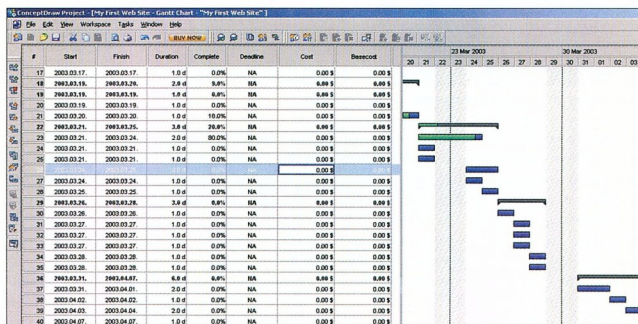 ConceptDraw Project - [My First Web Site - Gantt Chart - "My First Web Site" ]
File Edit View Workspace Tasks Window Help
BUY NOW
# Start Finish Duration Complete Deadline Cost Basecost 23 Mar 2003 30 Mar 2003
20 21 22 23 24 25 26 27 28 29 30 31 01 02 03
17 2003.03.17. 2003.03.17. 1.0 d 0.0% NA 0.00 $ 0.00 $
18 2003.03.19. 2003.03.20. 2.0 d 9.0% NA 0.00 $ 0.00 $
19 2003.03.19. 2003.03.19. 1.0 d 0.0% NA 0.00 $ 0.00 $
20 2003.03.19. 2003.03.19. 1.0 d 0.0% NA 0.00 $ 0.00 $
21 2003.03.20. 2003.03.20. 1.0 d 18.0% NA 0.00 $ 0.00 $
22 2003.03.21. 2003.03.25. 3.0 d 20.0% NA 0.00 $ 0.00 $
23 2003.03.21. 2003.03.24. 2.0 d 80.0% NA 0.00 $ 0.00 $
24 2003.03.21. 2003.03.21. 1.0 d 0.0% NA 0.00 $ 0.00 $
25 2003.03.21. 2003.03.21. 1.0 d 0.0% NA 0.00 $ 0.00 $
0.00 $ 0.00 $
27 2003.03.24. 2003.03.24. 1.0 d 0.0% NA 0.00 $ 0.00 $
28 2003.03.25. 2003.03.25. 1.0 d 0.0% NA 0.00 $ 0.00 $
29 2003.03.26. 2003.03.28. 3.0 d 0.0% NA 0.00 $ 0.00 $
30 2003.03.26. 2003.03.26. 1.0 d 0.0% NA 0.00 $ 0.00 $
31 2003.03.27. 2003.03.27. 1.0 d 0.0% NA 0.00 $ 0.00 $
32 2003.03.27. 2003.03.27. 1.0 d 0.0% NA 0.00 $ 0.00 $
33 2003.03.27. 2003.03.27. 1.0 d 0.0% NA 0.00 $ 0.00 $
34 2003.03.28. 2003.03.28. 1.0 d 0.0% NA 0.00 $ 0.00 $
35 2003.03.28. 2003.03.28. 1.0 d 0.0% NA 0.00 $ 0.00 $
36 2003.03.31. 2003.04.07. 6.0 d 0.0% NA 0.00 $ 0.00 $
37 2003.03.31. 2003.04.01. 2.0 d 0.0% NA 0.00 $ 0.00 $
38 2003.04.02. 2003.04.02. 1.0 d 0.0% NA 0.00 $ 0.00 $
39 2003.04.03. 2003.04.04. 2.0 d 0.0% NA 0.00 $ 0.00 $
40 2003.04.07. 2003.04.07. 1.0 d 0.0% NA 0.00 $ 0.00 $